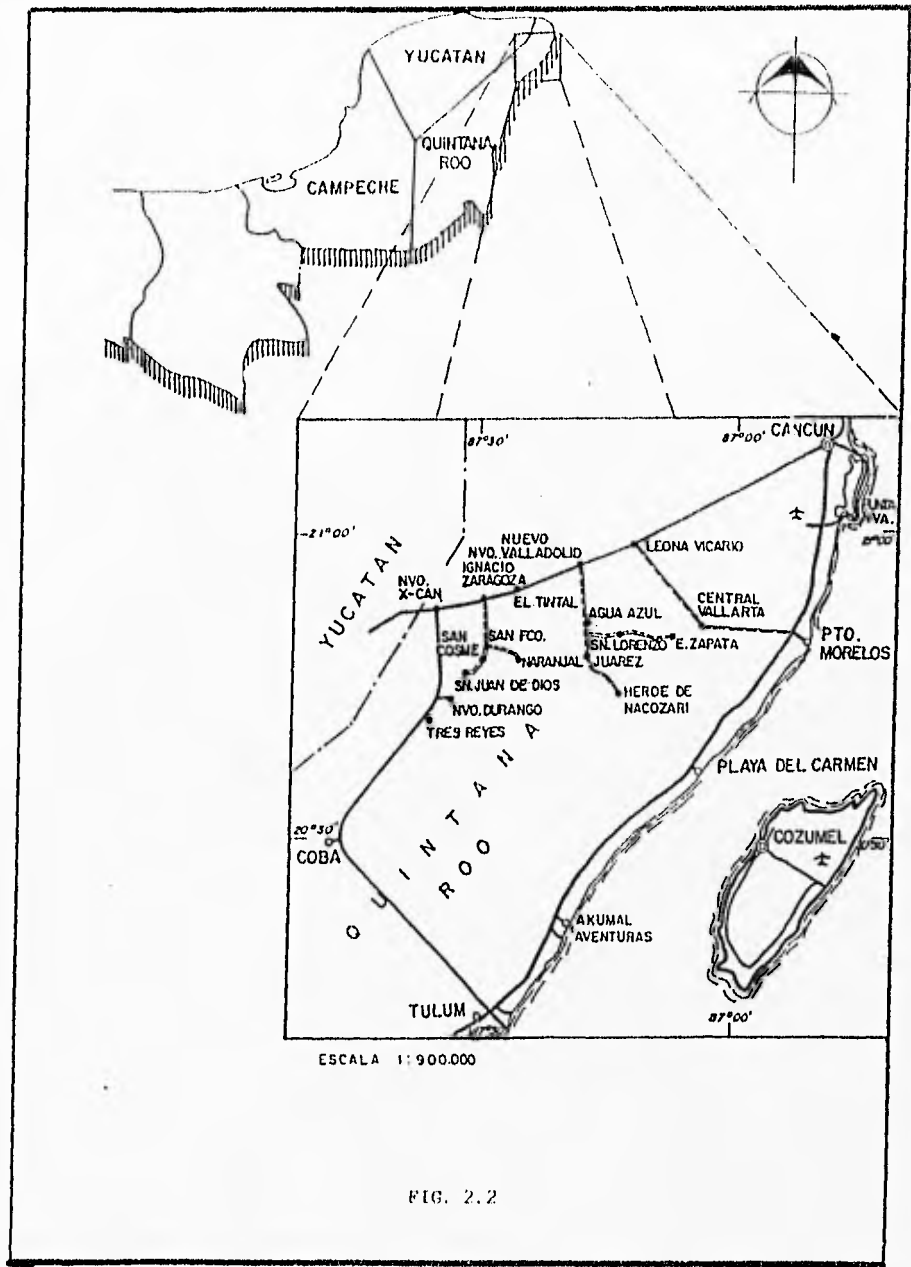 YUCATAN
QUINTANA
ROO
CAMPECHE
87°30'
87°00'
CANCUN
21°00'
YUCATAN
NVO.
X-CAN
NUEVO
NVO. VALLADOLID
IGNACIO
ZARAGOZA
EL TINTAL
LEONA VICARIO
CENTRAL
VALLARTA
AGUA AZUL
SAN
COSME
SAN FCO.
NARANJAL
SN. LORENZO
E. ZAPATA
JUAREZ
PTO.
MORELOS
SN. JUAN DE DIOS
NVO. DURANGO
HEROE DE
NACOZARI
TRES REYES
PLAYA DEL CARMEN
20°30'
COBA
QUINTANA
ROO
COZUMEL
AKUMAL
AVENTURAS
TULUM
87°00'
ESCALA 1:900.000
FIG. 2.2